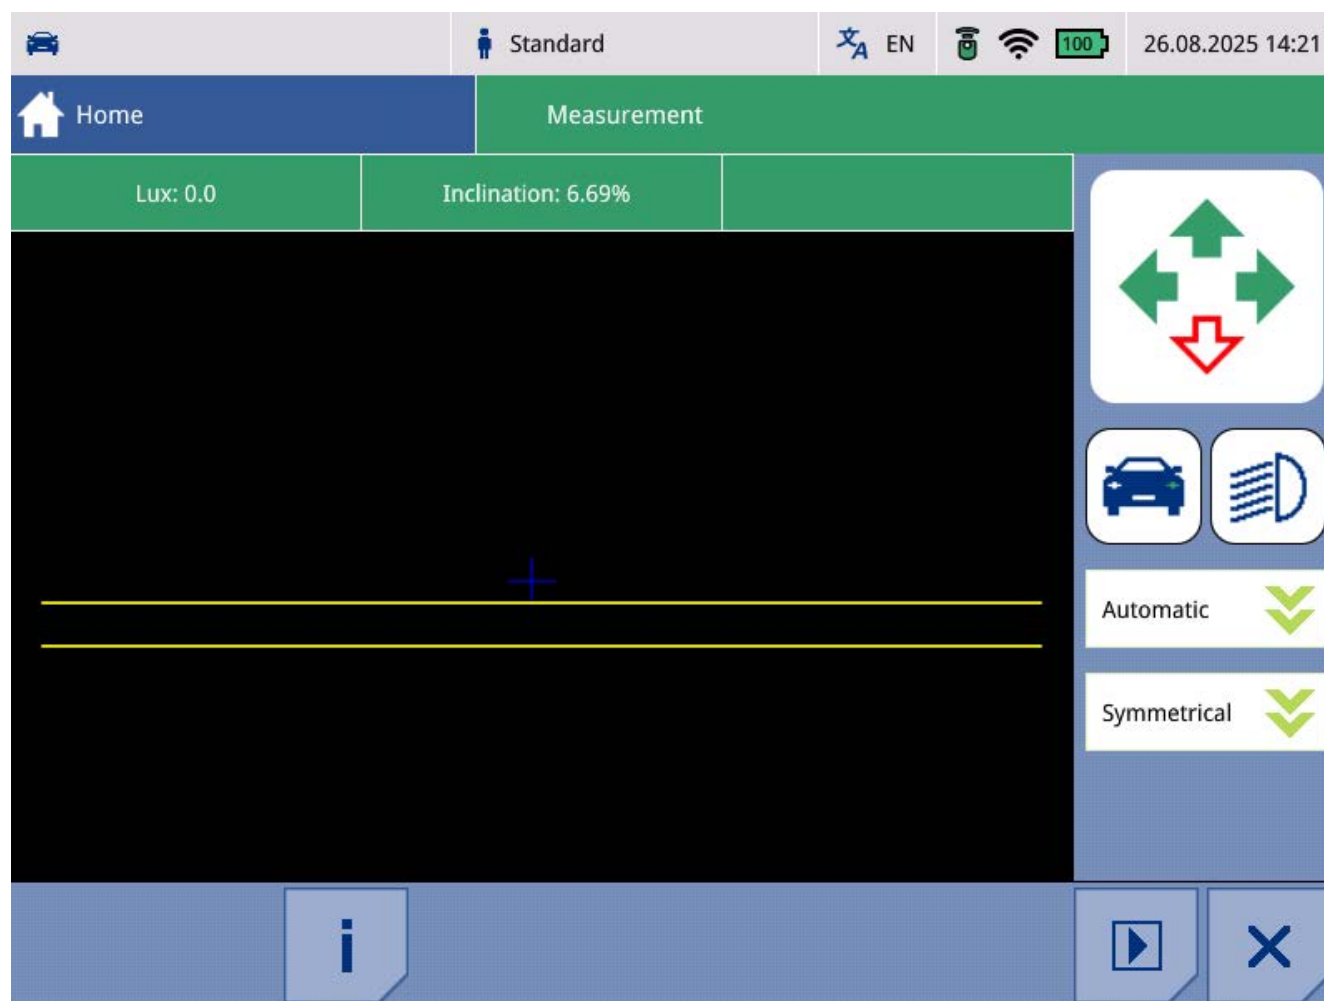 Standard
EN
100
26.08.2025 14:21
Home
Measurement
Lux: 0.0
Inclination: 6.69%
Automatic
Symmetrical
i